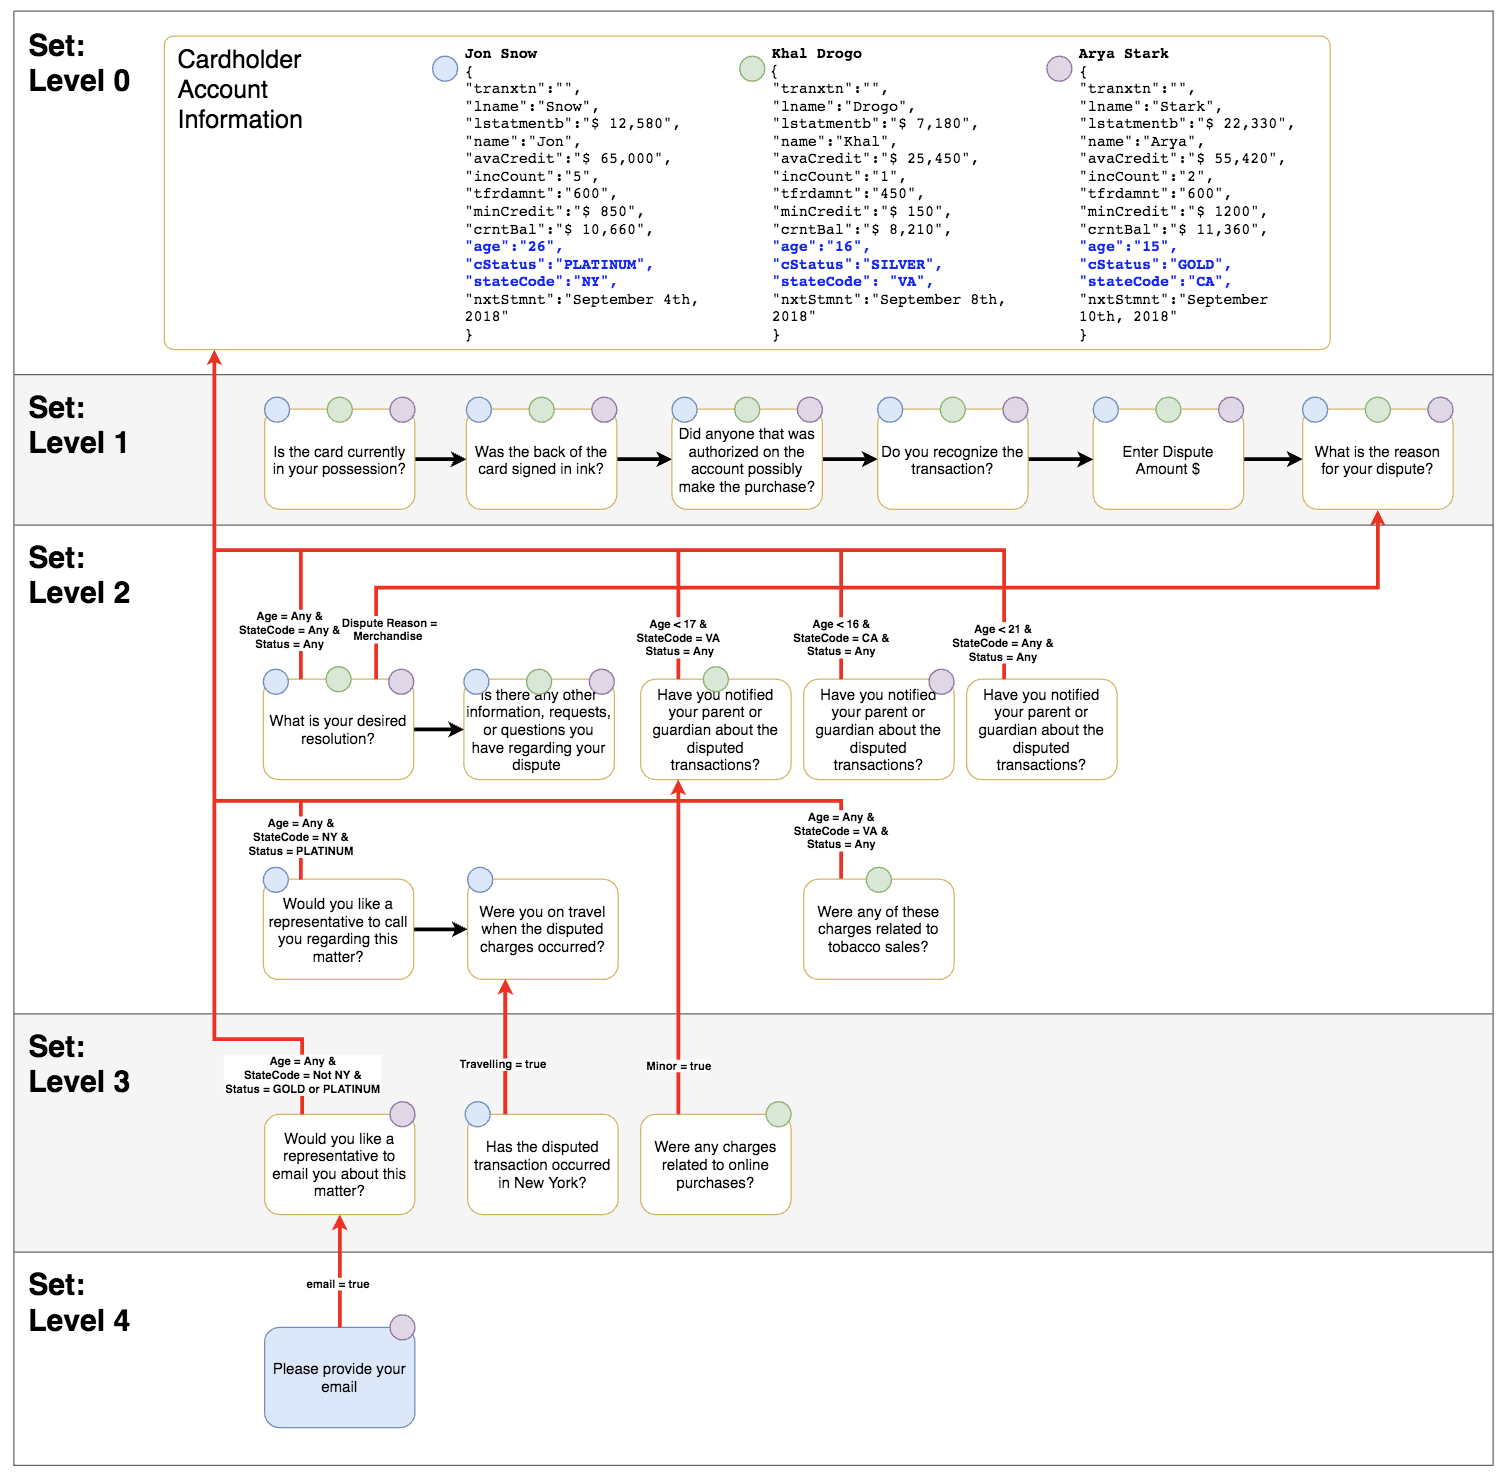 Set:
Level 0
Cardholder
Account
Information
Jon Snow
{
"tranxtn":"",
"lname":"Snow",
"lstatmentb":"$ 12,580",
"name":"Jon",
"avaCredit":"$ 65,000",
"incCount":"5",
"tfrdamnt":"600",
"minCredit":"$ 850",
"crntBal":"$ 10,660",
"age":"26",
"cStatus":"PLATINUM",
"stateCode":"NY",
"nxtStmnt":"September 4th,
2018"
}
Khal Drogo
{
"tranxtn":"",
"lname":"Drogo",
"lstatmentb":"$ 7,180",
"name":"Khal",
"avaCredit":"$ 25,450",
"incCount":"1",
"tfrdamnt":"450",
"minCredit":"$ 150",
"crntBal":"$ 8,210",
"age":"16",
"cStatus":"SILVER",
"stateCode": "VA",
"nxtStmnt":"September 8th,
2018"
}
Arya Stark
{
"tranxtn":"",
"lname":"Stark",
"lstatmentb":"$ 22,330",
"name":"Arya",
"avaCredit":"$ 55,420",
"incCount":"2",
"tfrdamnt":"600",
"minCredit":"$ 1200",
"crntBal":"$ 11,360",
"age":"15",
"cStatus":"GOLD",
"stateCode":"CA",
"nxtStmnt":"September
10th, 2018"
}
Set:
Level 1
Is the card currently
in your possession?
Was the back of the
card signed in ink?
Did anyone that was
authorized on the
account possibly
make the purchase?
Do you recognize the
transaction?
Enter Dispute
Amount $
What is the reason
for your dispute?
Set:
Level 2
Age = Any &
StateCode = Any &
Status = Any
Dispute Reason =
Merchandise
Age < 17 &
StateCode = VA
Status = Any
Age < 16 &
StateCode = CA &
Status = Any
Age < 21 &
StateCode = Any &
Status = Any
What is your desired
resolution?
Is there any other
information, requests,
or questions you
have regarding your
dispute
Have you notified
your parent or
guardian about the
disputed
transactions?
Have you notified
your parent or
guardian about the
disputed
transactions?
Have you notified
your parent or
guardian about the
disputed
transactions?
Age = Any &
StateCode = NY &
Status = PLATINUM
Age = Any &
StateCode = VA &
Status = Any
Would you like a
representative to call
you regarding this
matter?
Were you on travel
when the disputed
charges occurred?
Were any of these
charges related to
tobacco sales?
Set:
Level 3
Age = Any &
StateCode = Not NY &
Status = GOLD or PLATINUM
Travelling = true
Minor = true
Would you like a
representative to
email you about this
matter?
Has the disputed
transaction occurred
in New York?
Were any charges
related to online
purchases?
Set:
Level 4
email = true
Please provide your
email